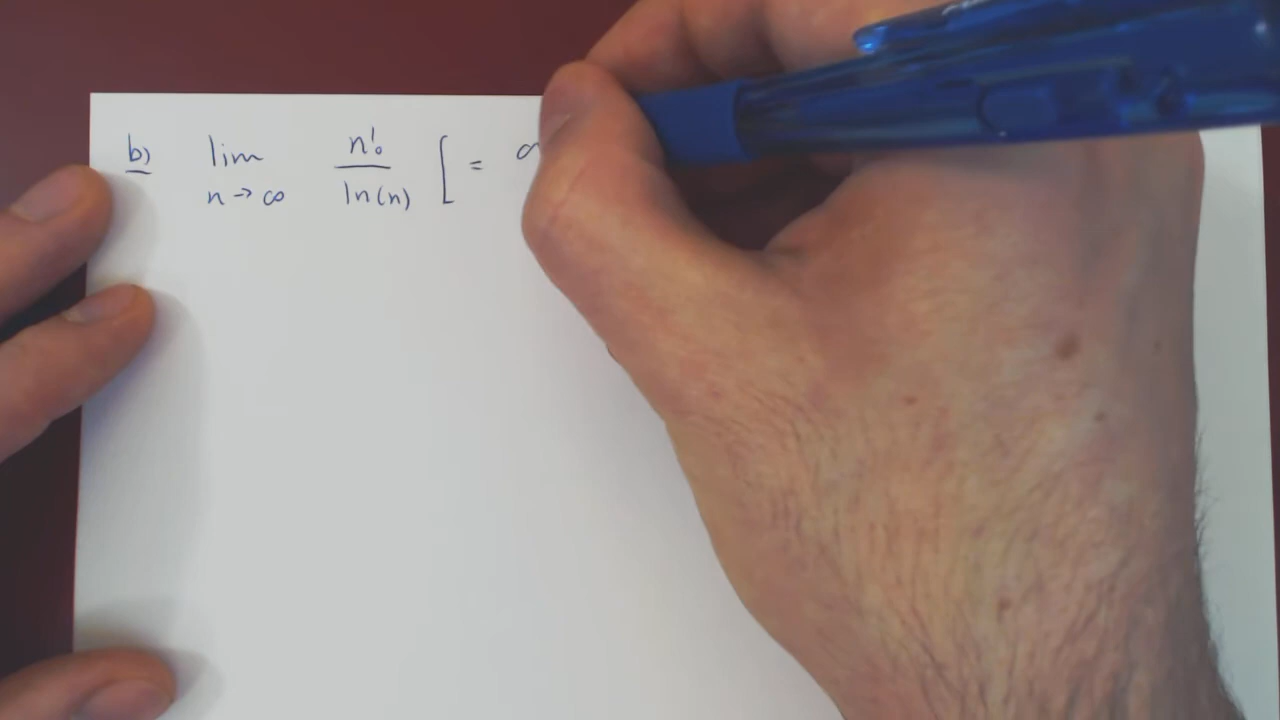 b) lim n→∞ n! / ln(n) [ =